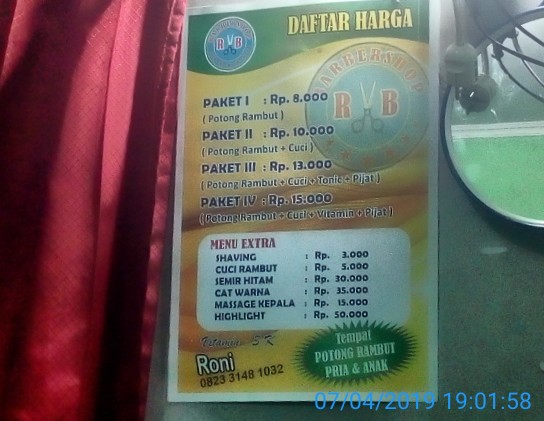 DAFTAR HARGA
BARBERSHOP
R B
PAKET I : Rp. 8.000
( Potong Rambut )
PAKET II : Rp. 10.000
( Potong Rambut + Cuci )
PAKET III : Rp. 13.000
( Potong Rambut + Cuci + Tonic + Pijat )
PAKET IV : Rp. 15.000
( Potong Rambut + Cuci + Vitamin + Pijat )
MENU EXTRA
SHAVING : Rp. 3.000
CUCI RAMBUT : Rp. 5.000
SEMIR HITAM : Rp. 30.000
CAT WARNA : Rp. 35.000
MASSAGE KEPALA : Rp. 15.000
HIGHLIGHT : Rp. 50.000
Roni
0823 3148 1032
Tempat
POTONG RAMBUT
PRIA & ANAK
07/04/2019 19:01:58